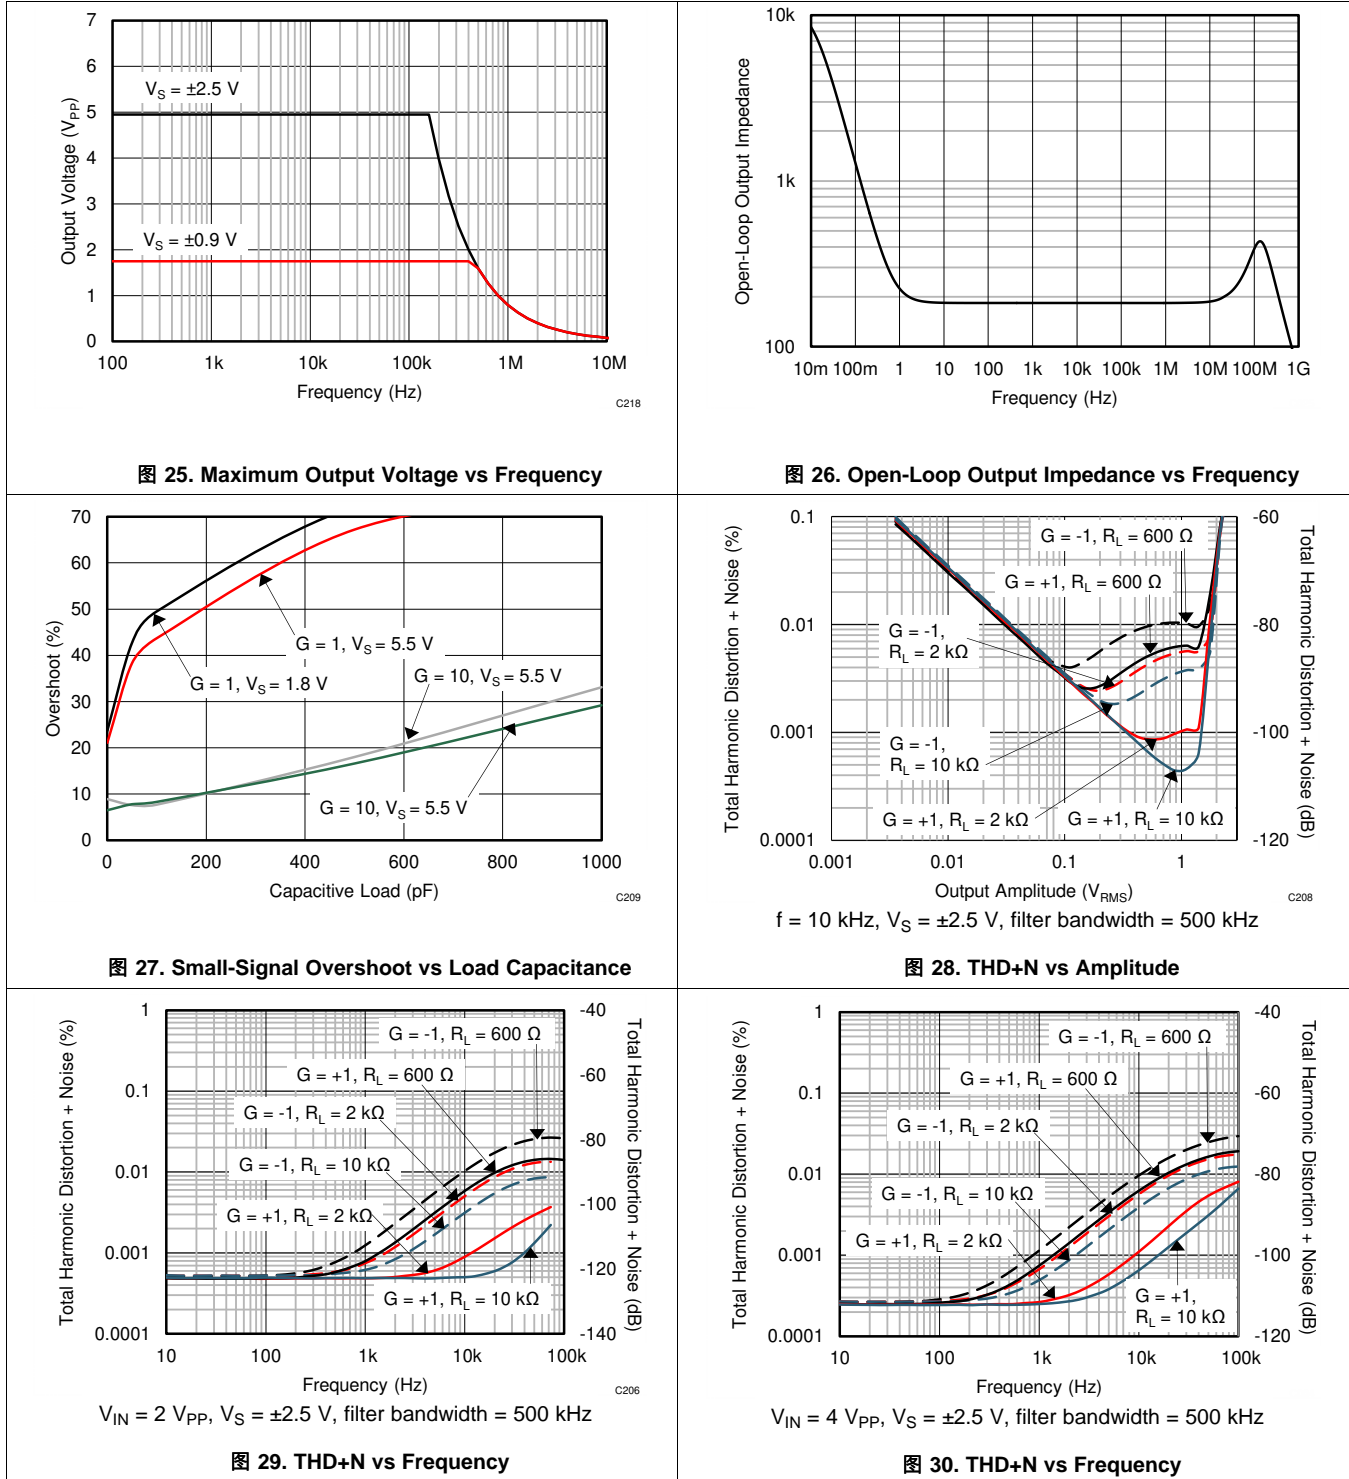 7
6
5
4
3
2
1
0
Output Voltage (VPP)
VS = ±2.5 V
VS = ±0.9 V
100 1k 10k 100k 1M 10M
Frequency (Hz)
C218
图 25. Maximum Output Voltage vs Frequency
10k
1k
100
Open-Loop Output Impedance
10m 100m 1 10 100 1k 10k 100k 1M 10M 100M 1G
Frequency (Hz)
图 26. Open-Loop Output Impedance vs Frequency
70
60
50
40
30
20
10
0
Overshoot (%)
G = 1, VS = 5.5 V
G = 1, VS = 1.8 V
G = 10, VS = 5.5 V
G = 10, VS = 5.5 V
0 200 400 600 800 1000
Capacitive Load (pF)
C209
图 27. Small-Signal Overshoot vs Load Capacitance
0.1
0.01
0.001
0.0001
Total Harmonic Distortion + Noise (%)
-60
-80
-100
-120
Total Harmonic Distortion + Noise (dB)
G = -1, RL = 600 Ω
G = +1, RL = 600 Ω
G = -1,
RL = 2 kΩ
G = -1,
RL = 10 kΩ
G = +1, RL = 2 kΩ
G = +1, RL = 10 kΩ
0.001 0.01 0.1 1
Output Amplitude (VRMS)
C208
f = 10 kHz, VS = ±2.5 V, filter bandwidth = 500 kHz
图 28. THD+N vs Amplitude
1
0.1
0.01
0.001
0.0001
Total Harmonic Distortion + Noise (%)
-40
-60
-80
-100
-120
-140
Total Harmonic Distortion + Noise (dB)
G = -1, RL = 600 Ω
G = +1, RL = 600 Ω
G = -1, RL = 2 kΩ
G = -1, RL = 10 kΩ
G = +1, RL = 2 kΩ
G = +1, RL = 10 kΩ
10 100 1k 10k 100k
Frequency (Hz)
C206
VIN = 2 VPP, VS = ±2.5 V, filter bandwidth = 500 kHz
图 29. THD+N vs Frequency
1
0.1
0.01
0.001
0.0001
Total Harmonic Distortion + Noise (%)
-40
-60
-80
-100
-120
Total Harmonic Distortion + Noise (dB)
G = -1, RL = 600 Ω
G = +1, RL = 600 Ω
G = -1, RL = 2 kΩ
G = -1, RL = 10 kΩ
G = +1, RL = 2 kΩ
G = +1,
RL = 10 kΩ
10 100 1k 10k 100k
Frequency (Hz)
VIN = 4 VPP, VS = ±2.5 V, filter bandwidth = 500 kHz
图 30. THD+N vs Frequency